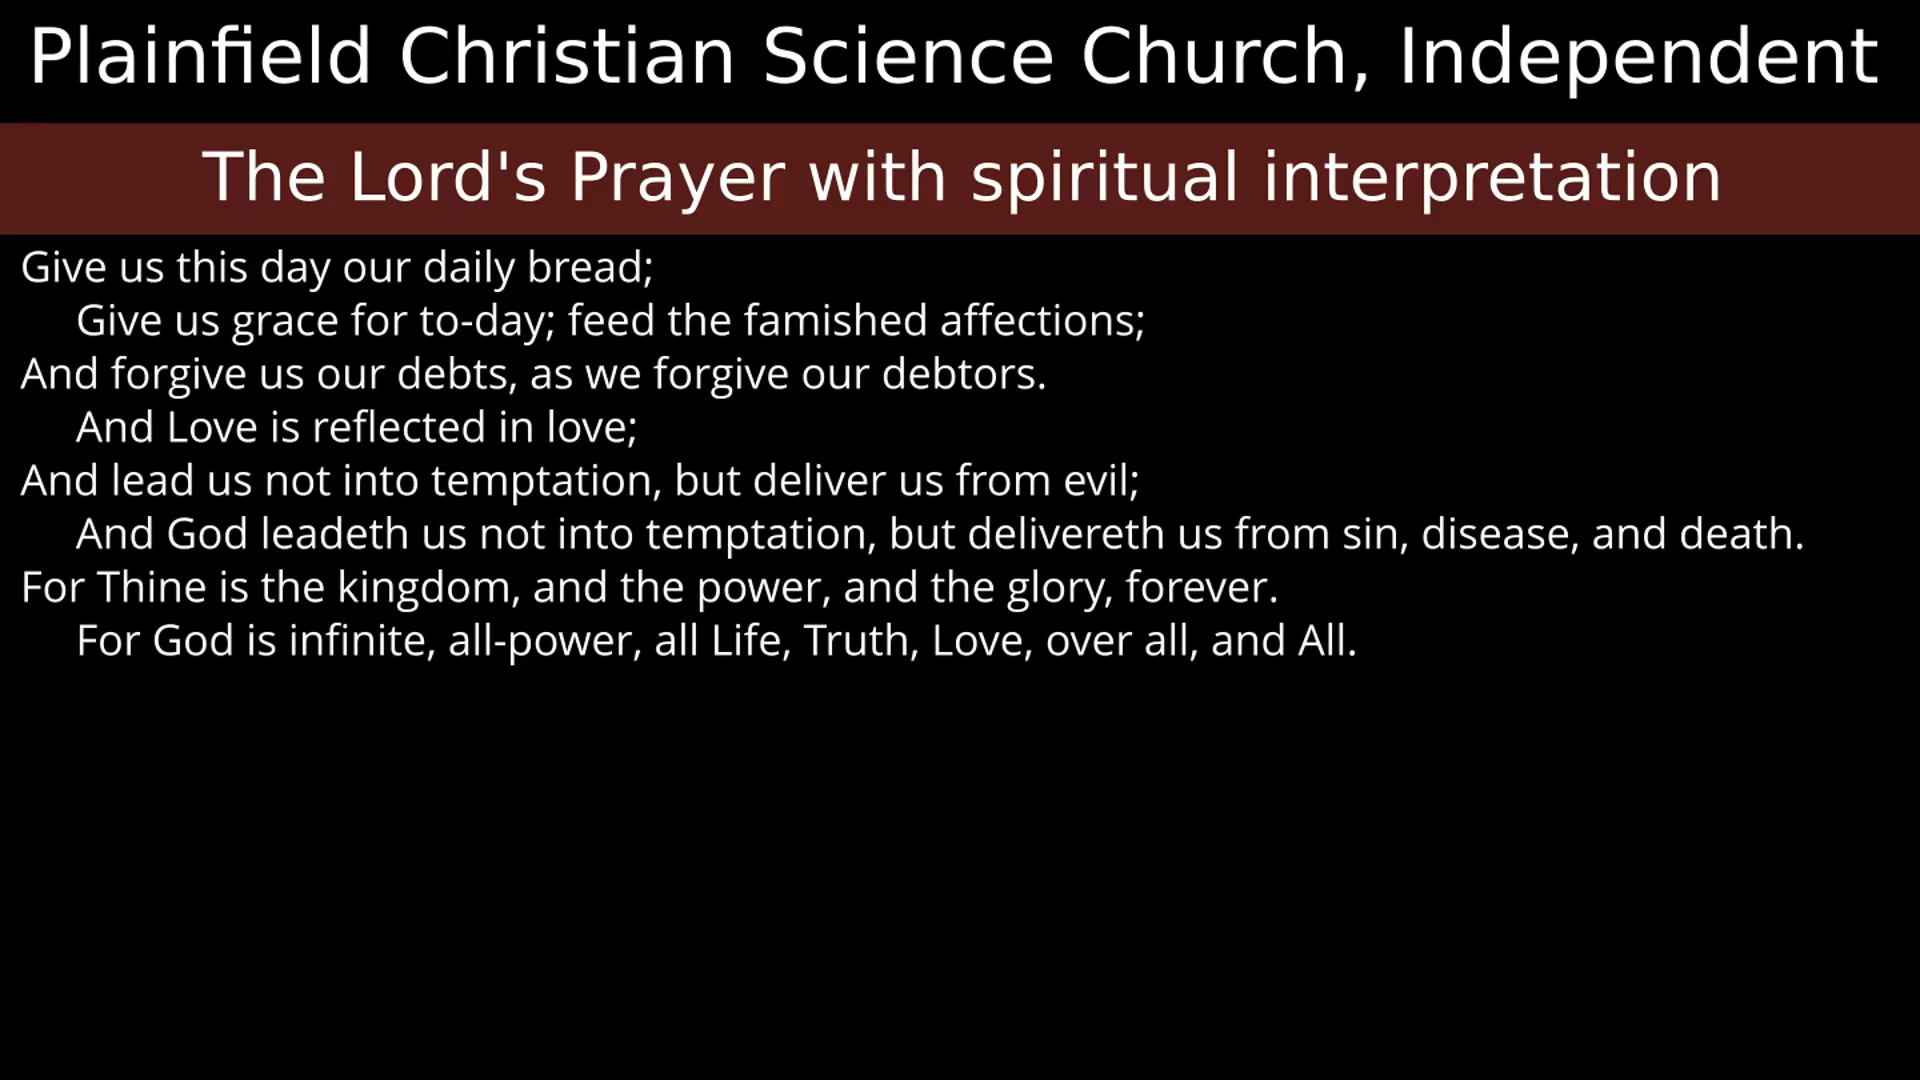 Plainfield Christian Science Church, Independent
The Lord's Prayer with spiritual interpretation
Give us this day our daily bread;
Give us grace for to-day; feed the famished affections;
And forgive us our debts, as we forgive our debtors.
And Love is reflected in love;
And lead us not into temptation, but deliver us from evil;
And God leadeth us not into temptation, but delivereth us from sin, disease, and death.
For Thine is the kingdom, and the power, and the glory, forever.
For God is infinite, all-power, all Life, Truth, Love, over all, and All.